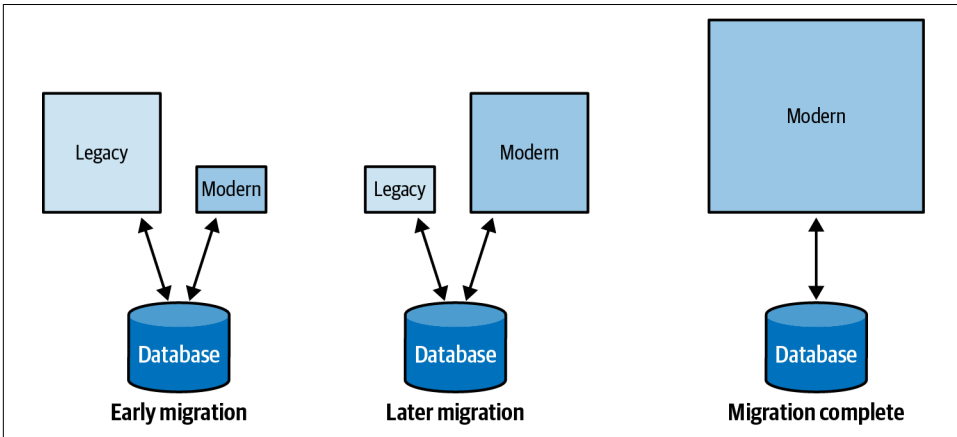 Legacy
Modern
Database
Early migration
Legacy
Modern
Database
Later migration
Modern
Database
Migration complete